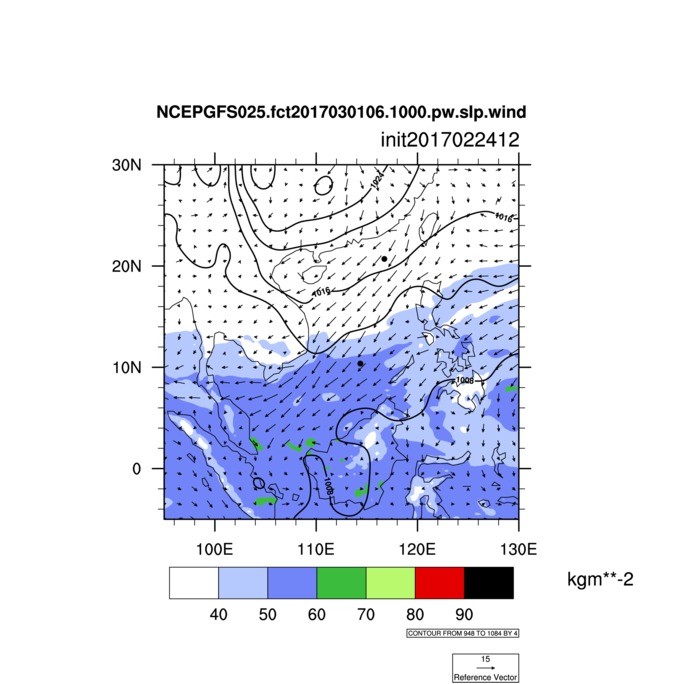 NCEPGFS025.fct2017030106.1000.pw.slp.wind
init2017022412
30N
1024
1016
20N
1016
10N
1008
0
1008
100E 110E 120E 130E
kgm**-2
40 50 60 70 80 90
CONTOUR FROM 948 TO 1084 BY 4
15
Reference Vector